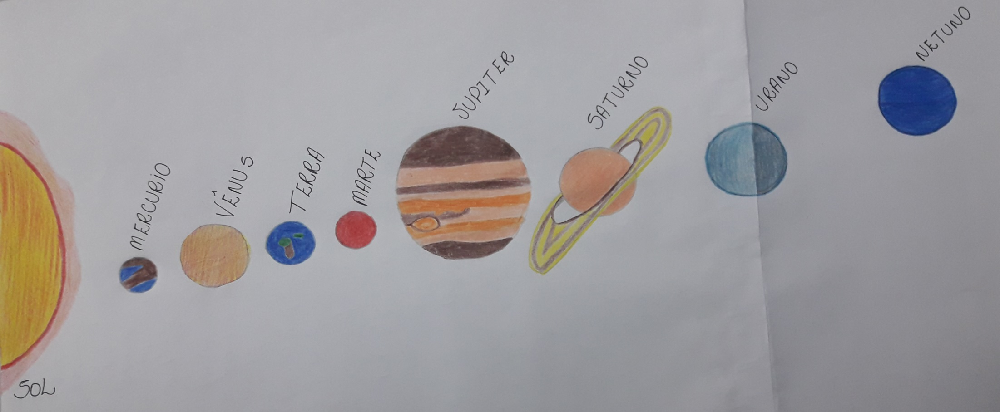 SOL
MERCURIO
VÊNUS
TERRA
MARTE
JUPITER
SATURNO
URANO
NETUNO